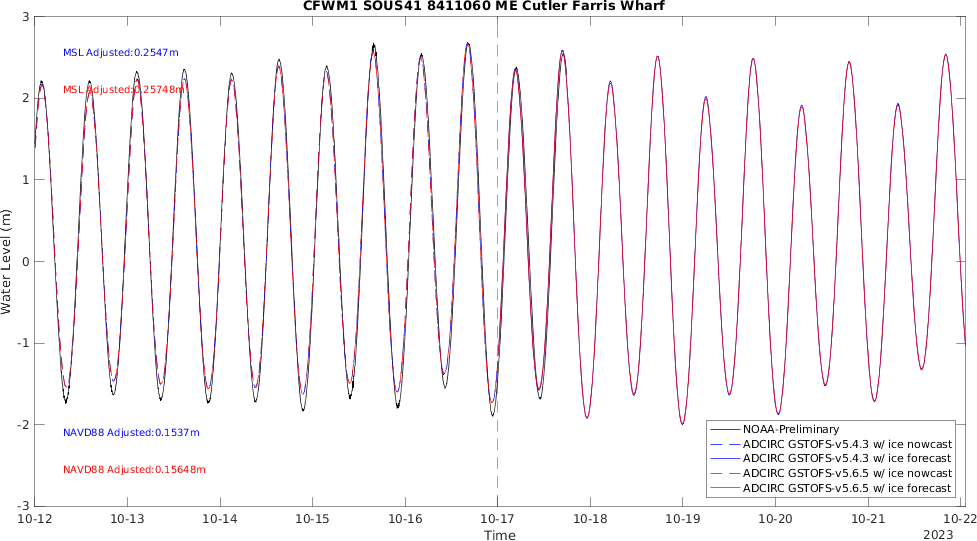 CFWM1 SOUS41 8411060 ME Cutler Farris Wharf
3
MSL Adjusted:0.2547m
MSL Adjusted:0.25748m
2
1
Water Level (m)
0
-1
-2
NAVD88 Adjusted:0.1537m
NAVD88 Adjusted:0.15648m
NOAA-Preliminary
ADCIRC GSTOFS-v5.4.3 w/ ice nowcast
ADCIRC GSTOFS-v5.4.3 w/ ice forecast
ADCIRC GSTOFS-v5.6.5 w/ ice nowcast
ADCIRC GSTOFS-v5.6.5 w/ ice forecast
-3
10-12 10-13 10-14 10-15 10-16 10-17 10-18 10-19 10-20 10-21 10-22
Time
2023